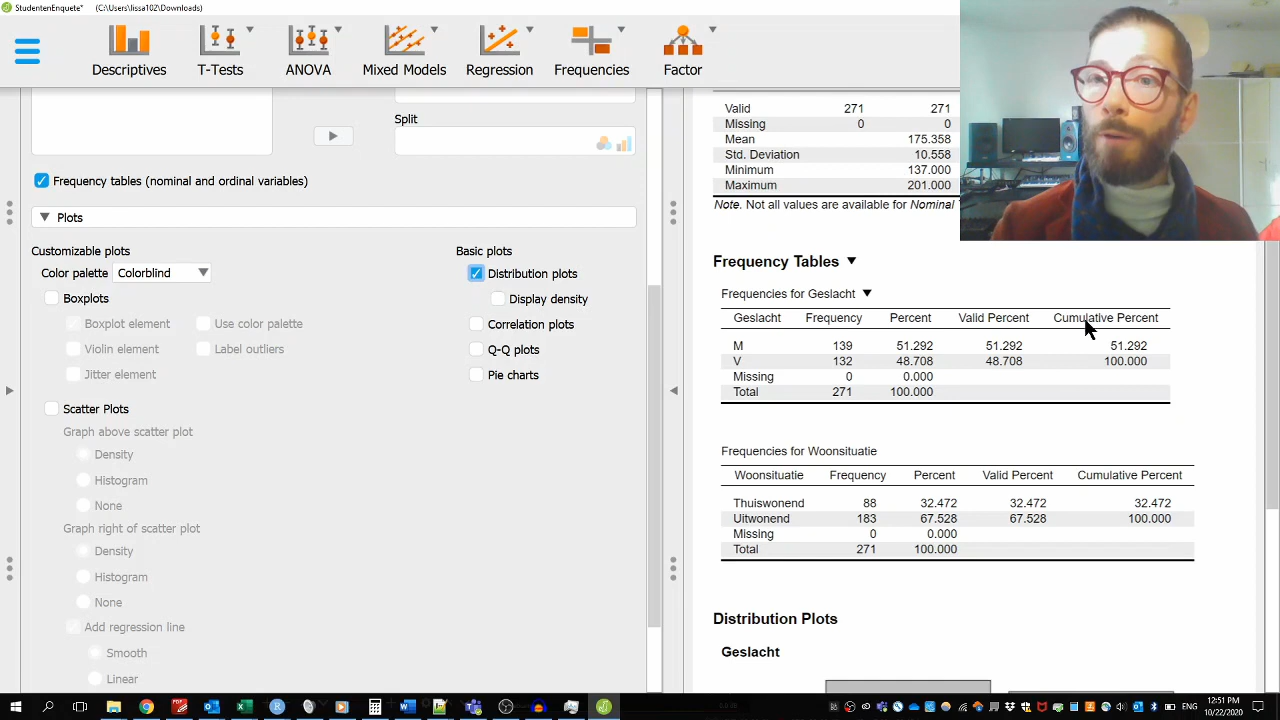 StudentenEnquete* (C:\Users\lissa102\Downloads)
Descriptives T-Tests ANOVA Mixed Models Regression Frequencies Factor
Split
Frequency tables (nominal and ordinal variables)
Plots
Customizable plots
Color palette Colorblind
Boxplots
Boxplot element Use color palette
Violin element Label outliers
Jitter element
Scatter Plots
Graph above scatter plot
Density
Histogram
None
Graph right of scatter plot
Density
Histogram
None
Add regression line
Smooth
Linear
Basic plots
Distribution plots
Display density
Correlation plots
Q-Q plots
Pie charts
Valid 271 271
Missing 0 0
Mean 175.358
Std. Deviation 10.558
Minimum 137.000
Maximum 201.000
Note. Not all values are available for Nominal
Frequency Tables
Frequencies for Geslacht
Geslacht Frequency Percent Valid Percent Cumulative Percent
M 139 51.292 51.292 51.292
V 132 48.708 48.708 100.000
Missing 0 0.000
Total 271 100.000
Frequencies for Woonsituatie
Woonsituatie Frequency Percent Valid Percent Cumulative Percent
Thuiswonend 88 32.472 32.472 32.472
Uitwonend 183 67.528 67.528 100.000
Missing 0 0.000
Total 271 100.000
Distribution Plots
Geslacht
12:51 PM
10/22/2020